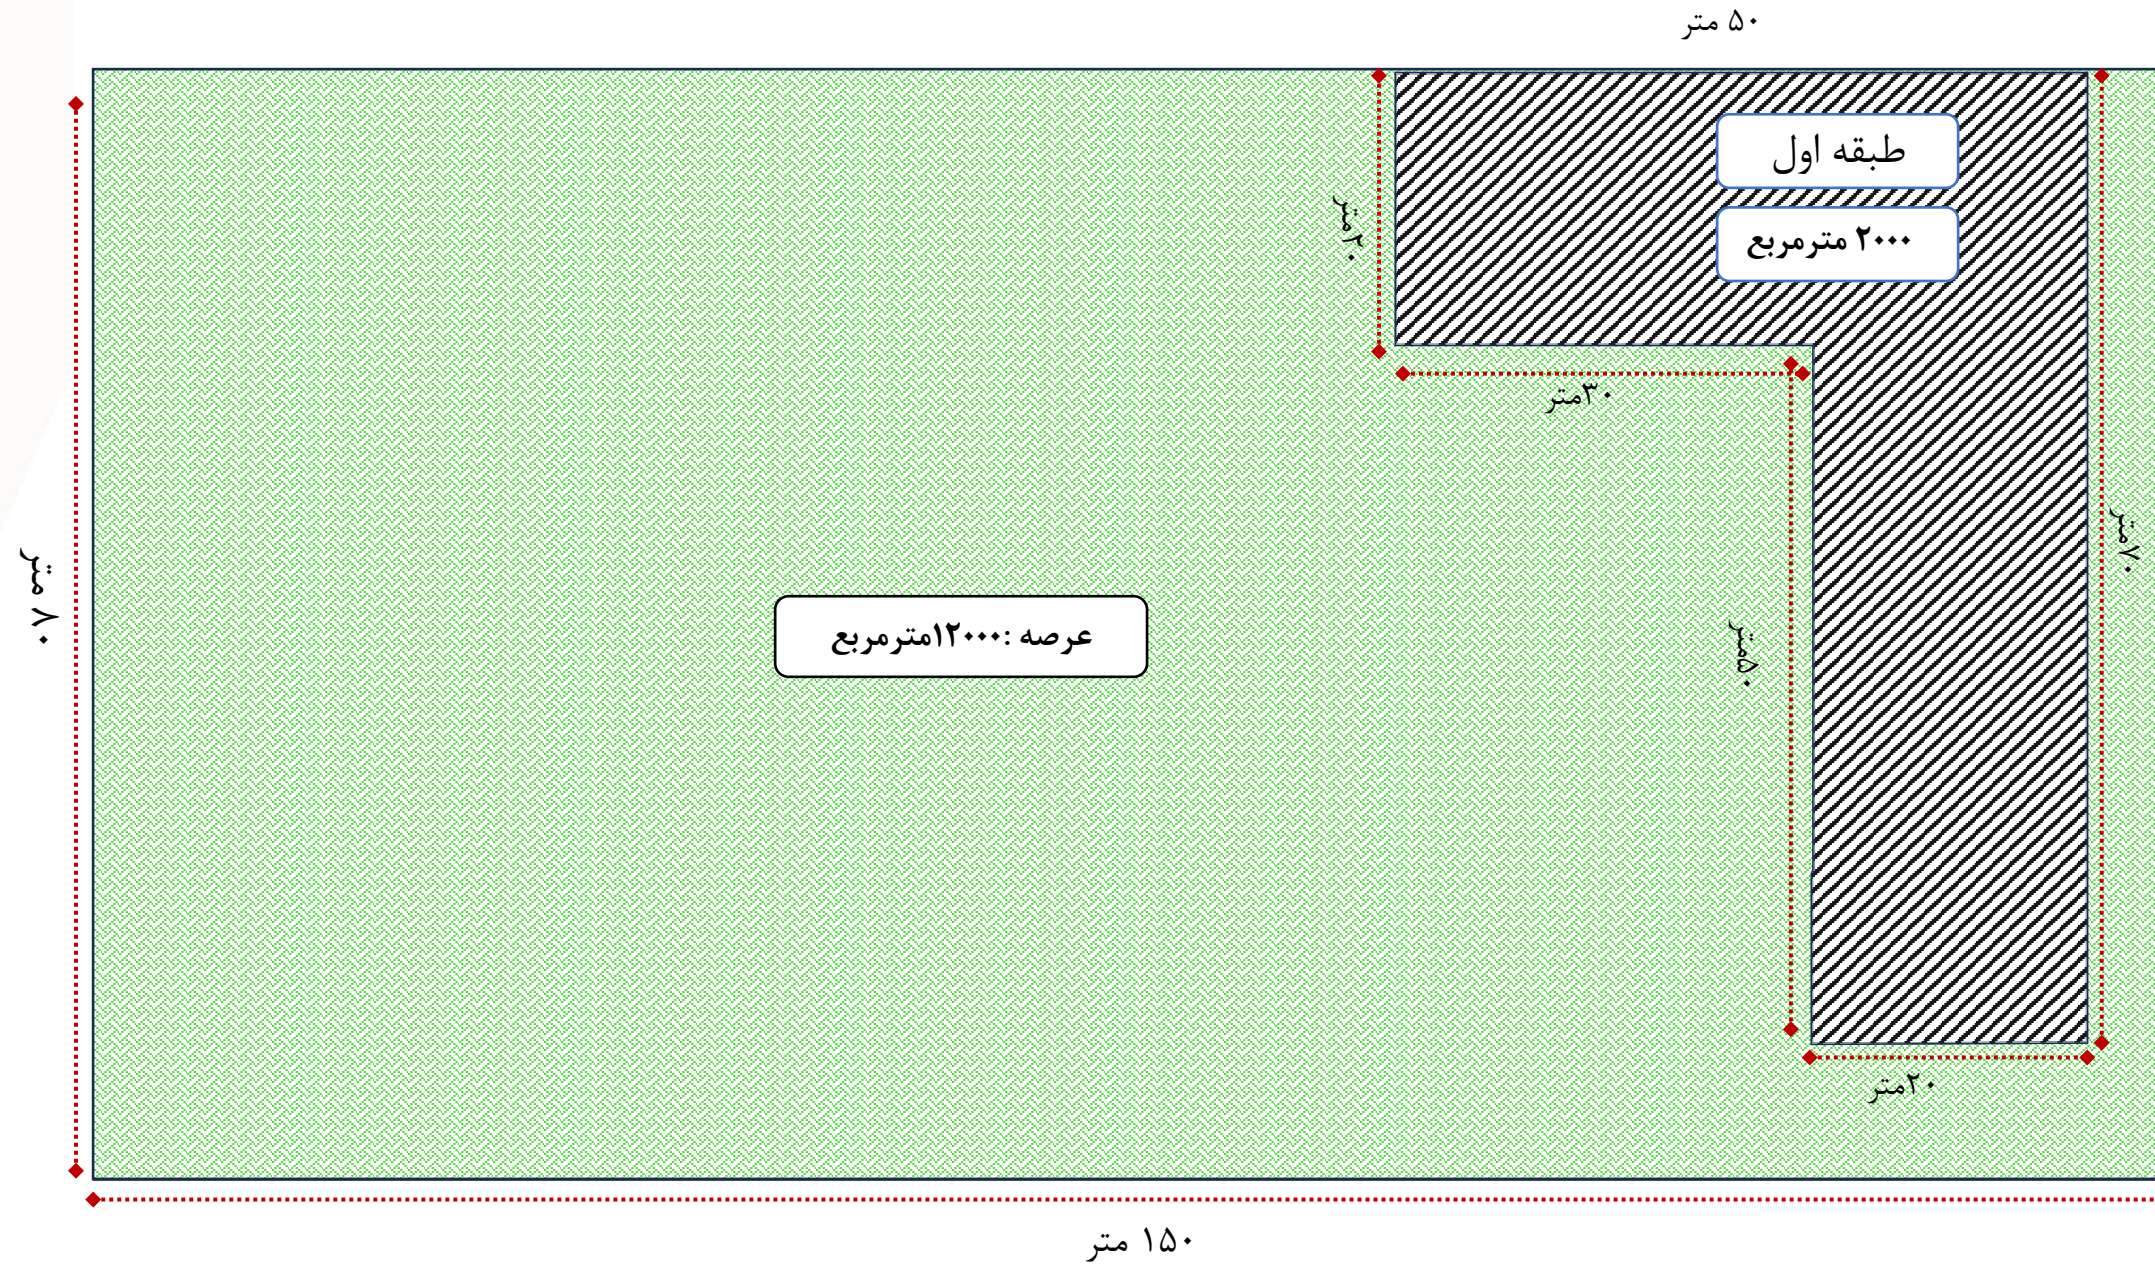 ۵۰ متر
طبقه اول
۲۰۰۰ مترمربع
۲۰متر
۳۰متر
۷۰متر
۵۰متر
۸۰ متر
عرصه :۱۲۰۰۰مترمربع
۲۰متر
۱۵۰ متر